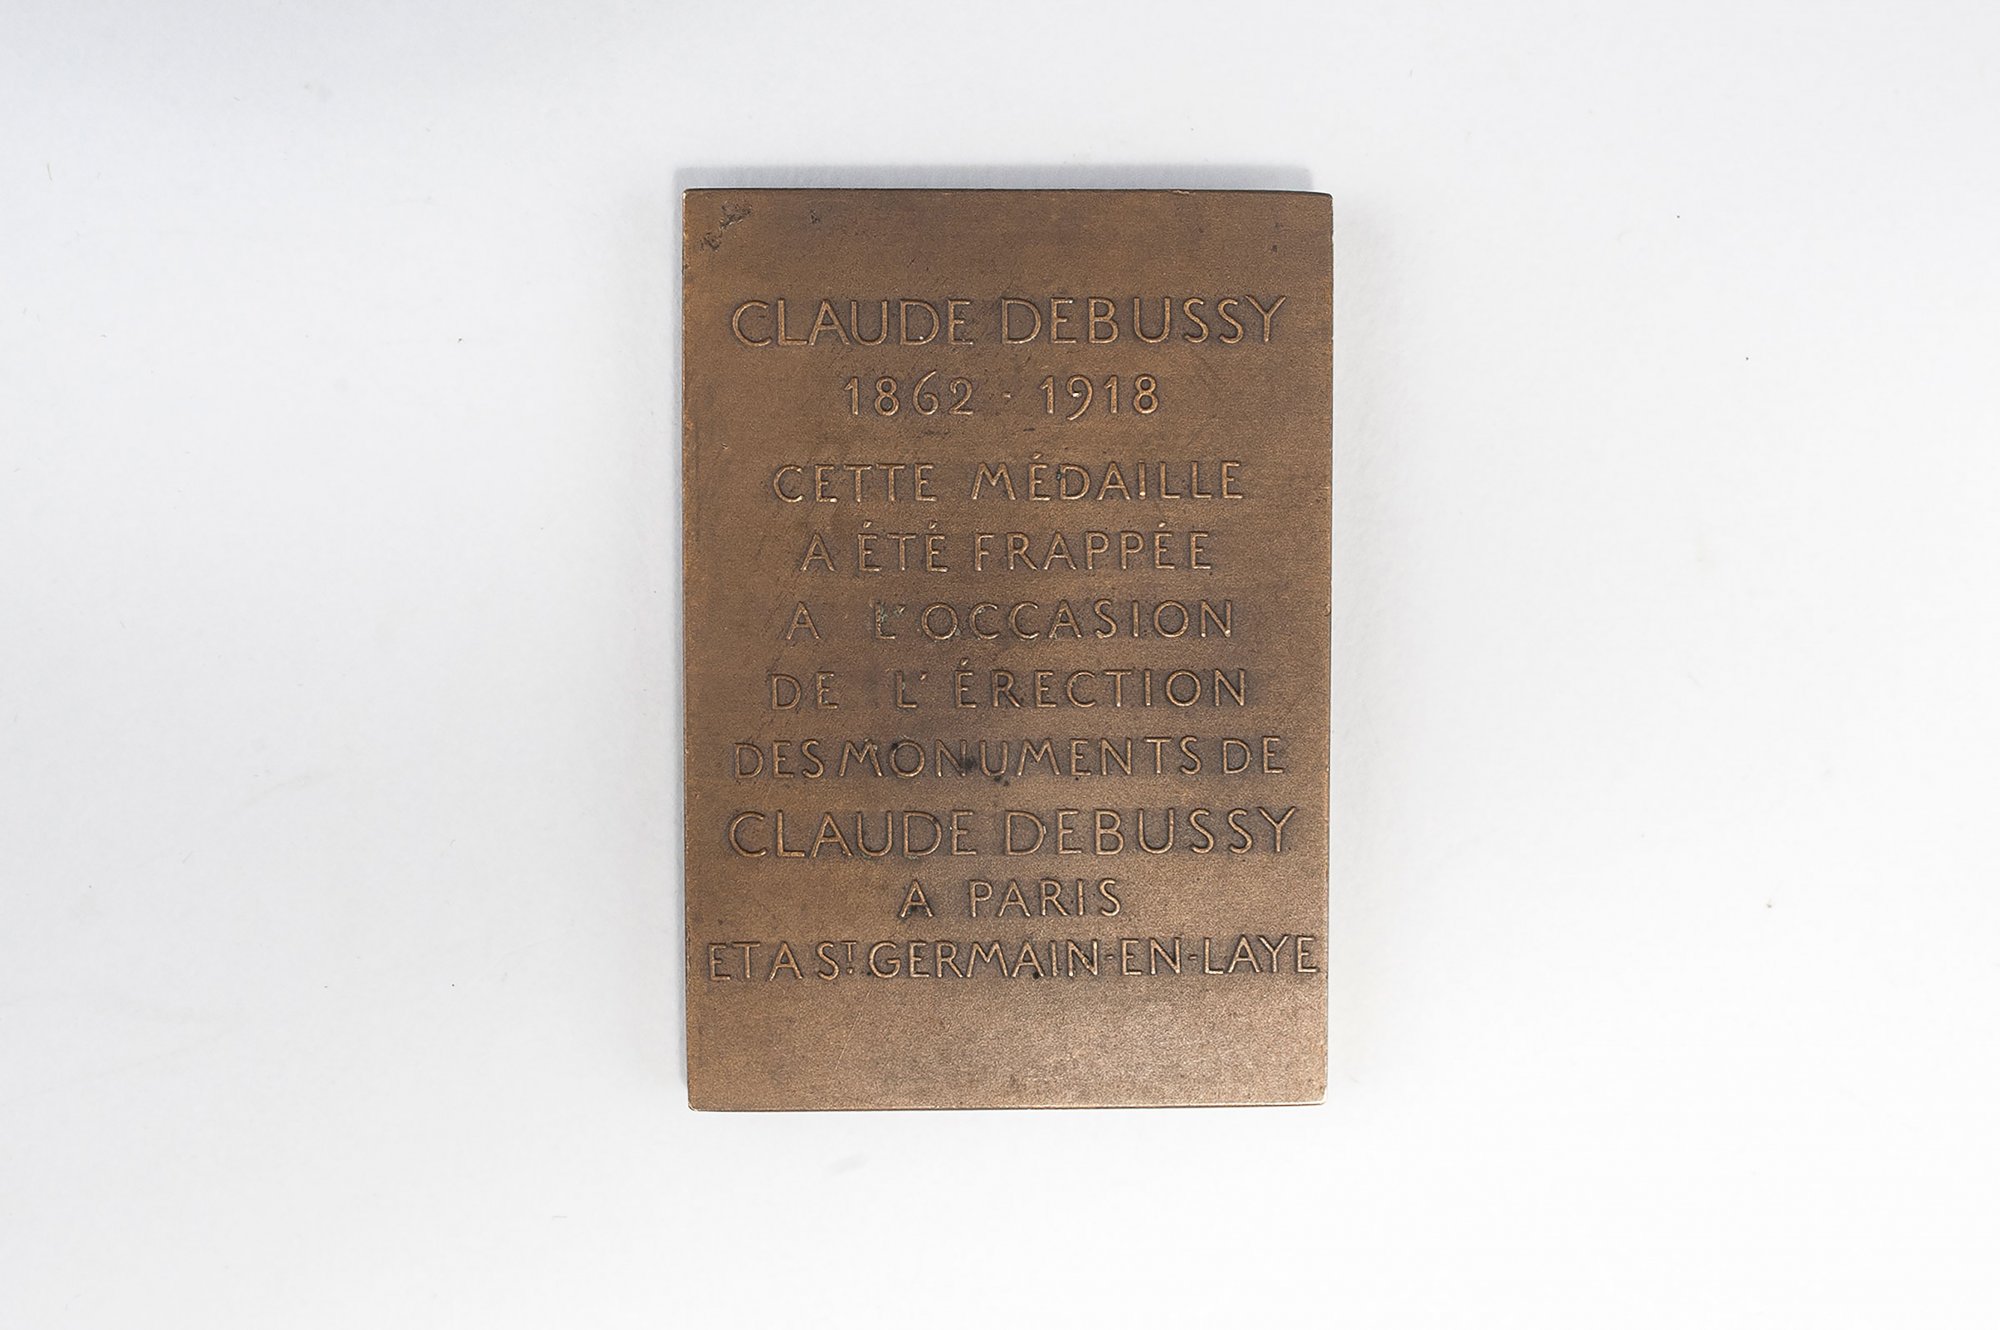 CLAUDE DEBUSSY
1862 · 1918
CETTE MÉDAILLE
A ÉTÉ FRAPPÉE
A L'OCCASION
DE L'ÉRECTION
DES MONUMENTS DE
CLAUDE DEBUSSY
A PARIS
ET A ST GERMAIN-EN-LAYE